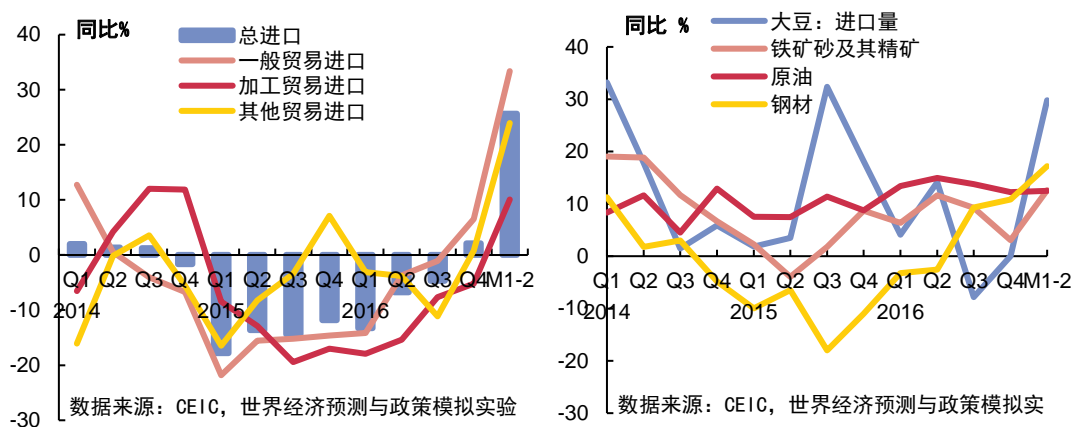 同比%
总进口
一般贸易进口
加工贸易进口
其他贸易进口
40
30
20
10
0
-10
-20
-30
Q1 Q2 Q3 Q4 Q1 Q2 Q3 Q4 Q1 Q2 Q3 Q4 M1-2
2014 2015 2016
数据来源：CEIC，世界经济预测与政策模拟实验
同比 %
大豆：进口量
铁矿砂及其精矿
原油
钢材
40
30
20
10
0
-10
-20
-30
Q1 Q2 Q3 Q4 Q1 Q2 Q3 Q4 Q1 Q2 Q3 Q4 M1-2
2014 2015 2016
数据来源：CEIC，世界经济预测与政策模拟实